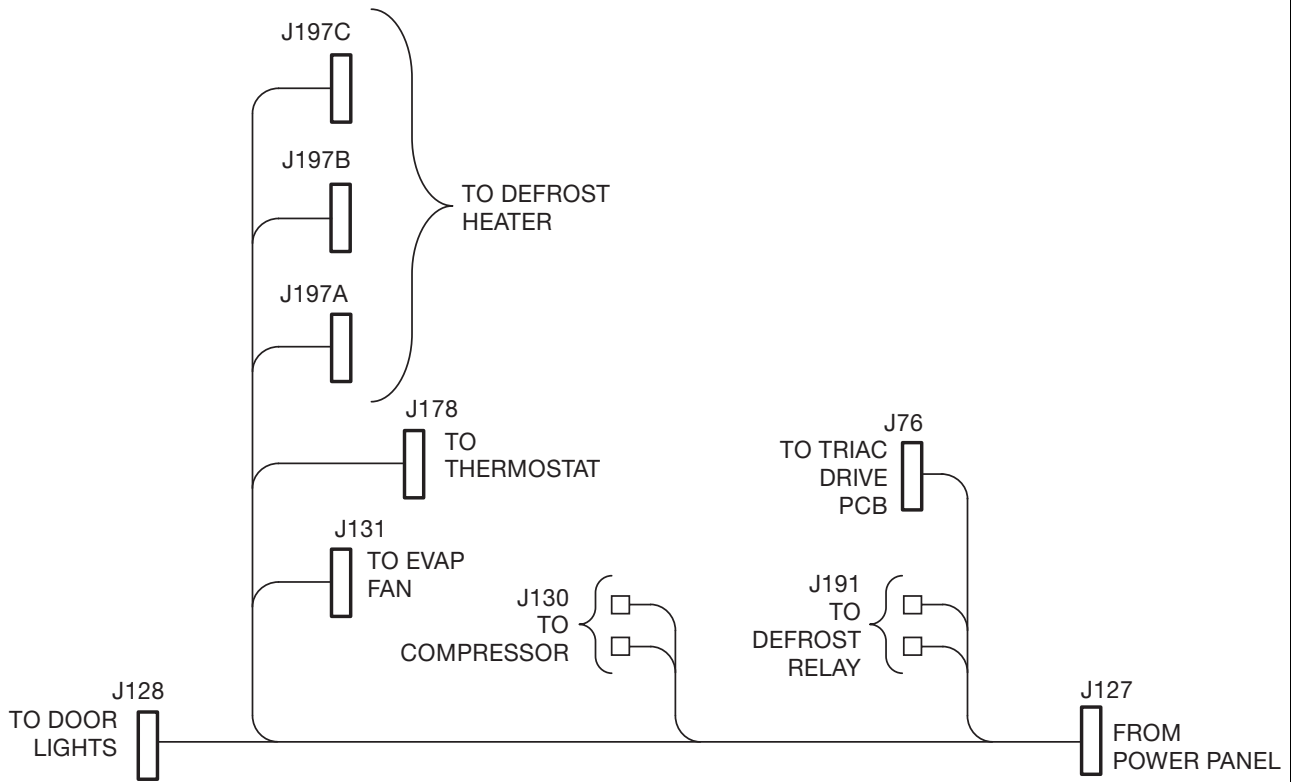 J197C
J197B
TO DEFROST
HEATER
J197A
J178
TO
THERMOSTAT
J76
TO TRIAC
DRIVE
PCB
J131
TO EVAP
FAN
J130
TO
COMPRESSOR
J191
TO
DEFROST
RELAY
J128
TO DOOR
LIGHTS
J127
FROM
POWER PANEL